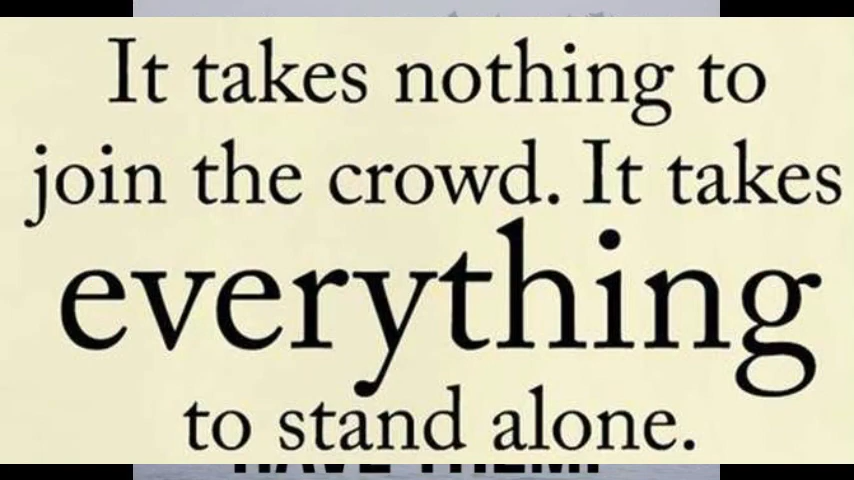 It takes nothing to
join the crowd. It takes
everything
to stand alone.